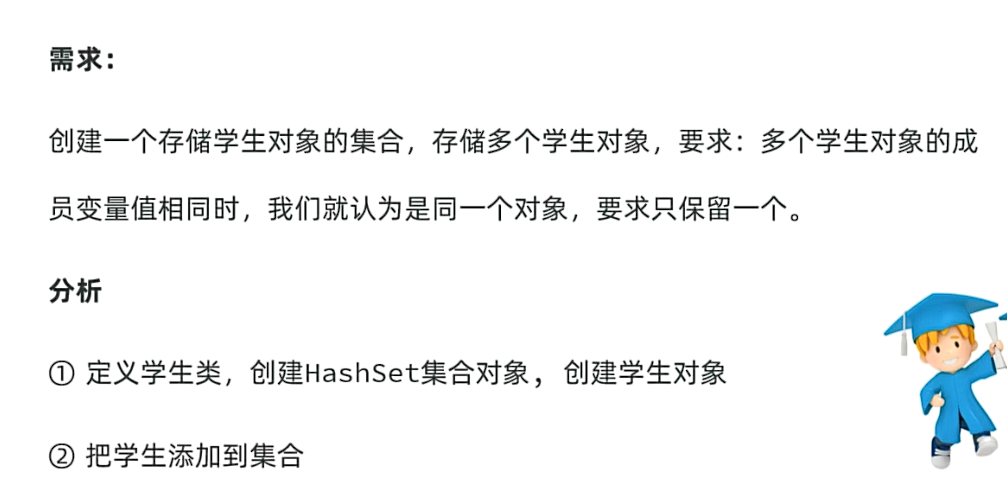 需求：
创建一个存储学生对象的集合，存储多个学生对象，要求：多个学生对象的成
员变量值相同时，我们就认为是同一个对象，要求只保留一个。
分析
① 定义学生类，创建HashSet集合对象，创建学生对象
② 把学生添加到集合